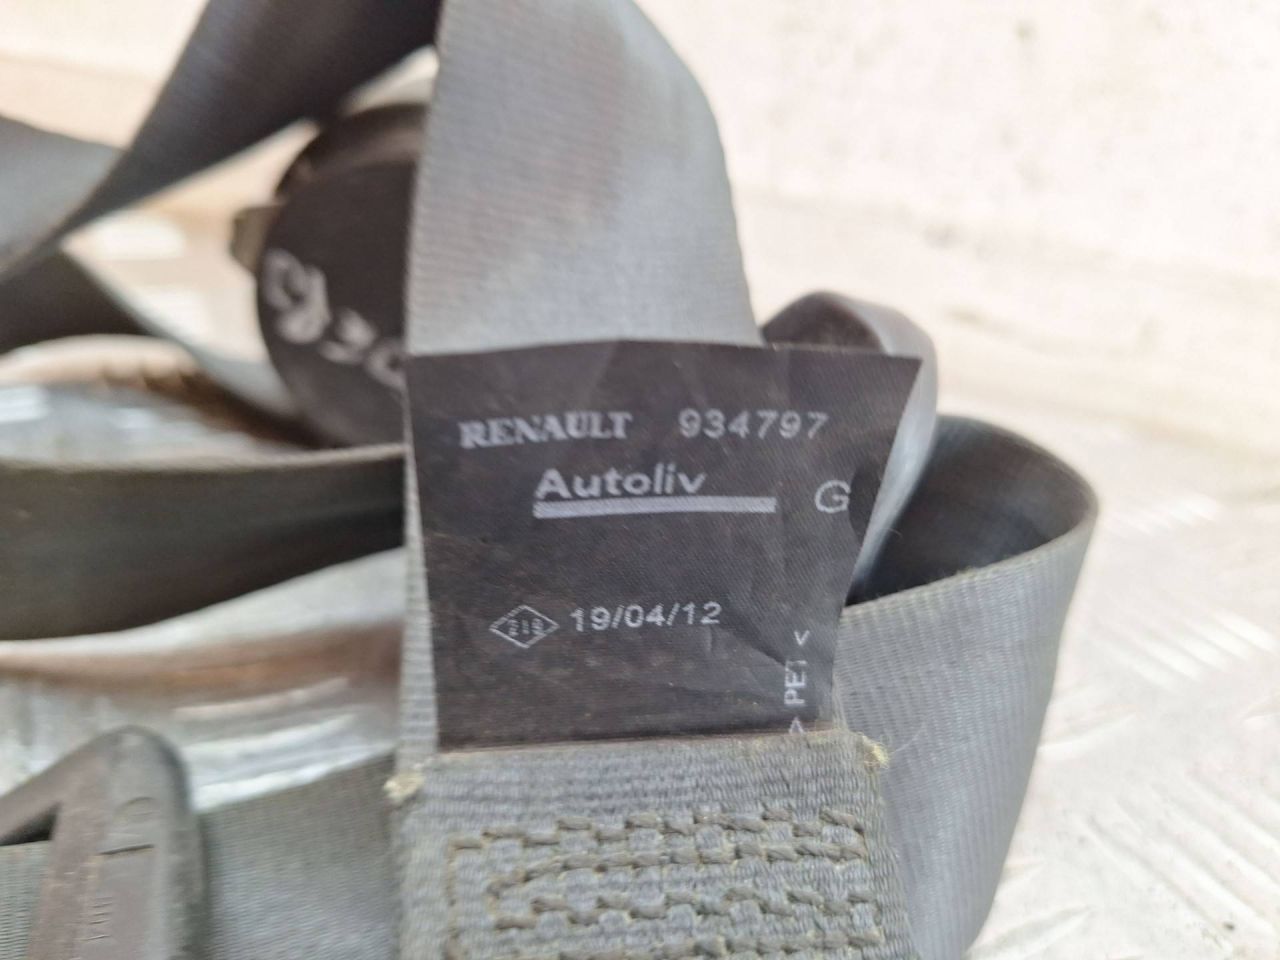 RENAULT 934797
Autoliv
G
19/04/12
> PET <